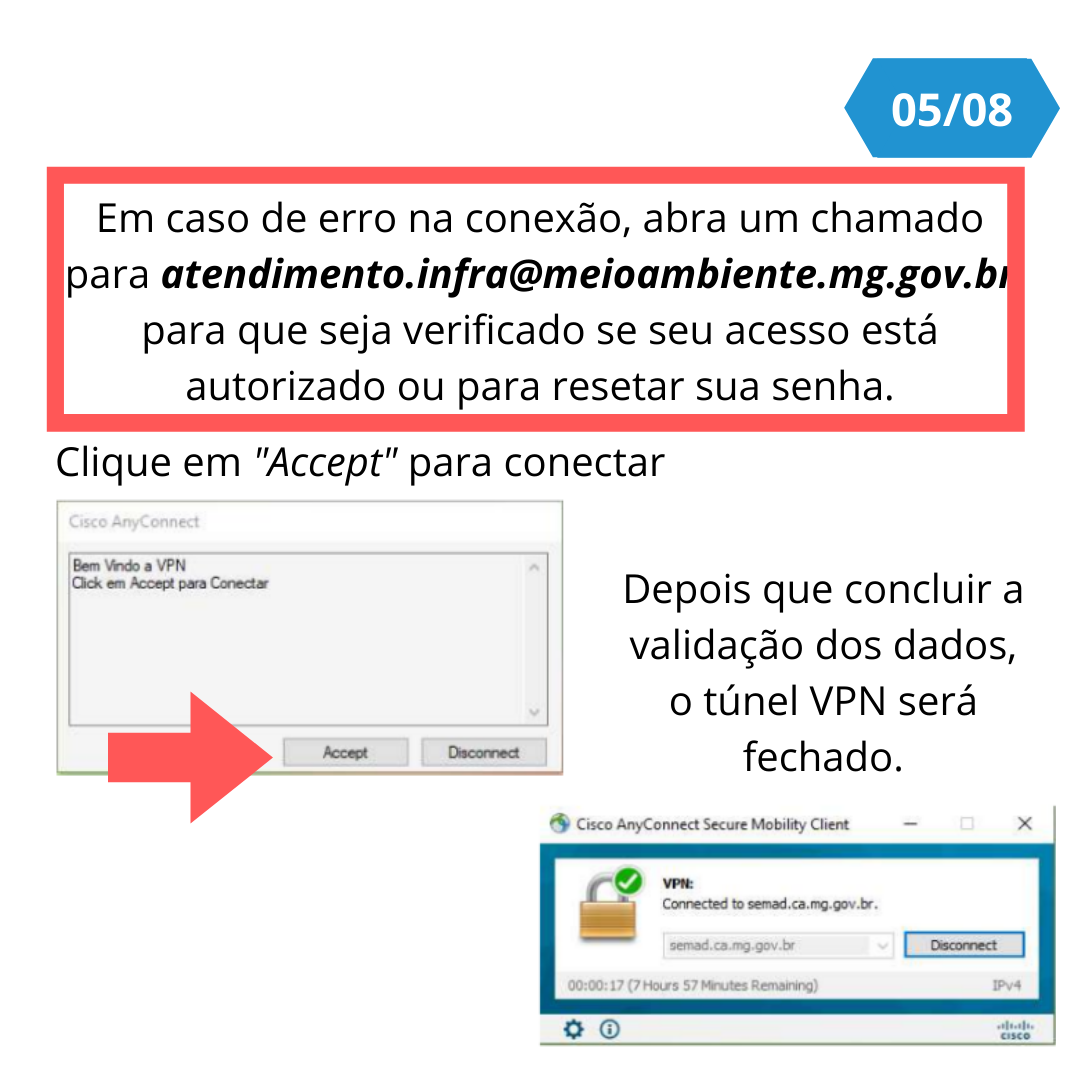 05/08
Em caso de erro na conexão, abra um chamado
para atendimento.infra@meioambiente.mg.gov.br
para que seja verificado se seu acesso está
autorizado ou para resetar sua senha.
Clique em "Accept" para conectar
Cisco AnyConnect
Bem Vindo a VPN
Click em Accept para Conectar
Accept
Disconnect
Depois que concluir a
validação dos dados,
o túnel VPN será
fechado.
Cisco AnyConnect Secure Mobility Client
VPN:
Connected to semad.ca.mg.gov.br.
semad.ca.mg.gov.br
Disconnect
00:00:17 (7 Hours 57 Minutes Remaining)
IPv4
CISCO